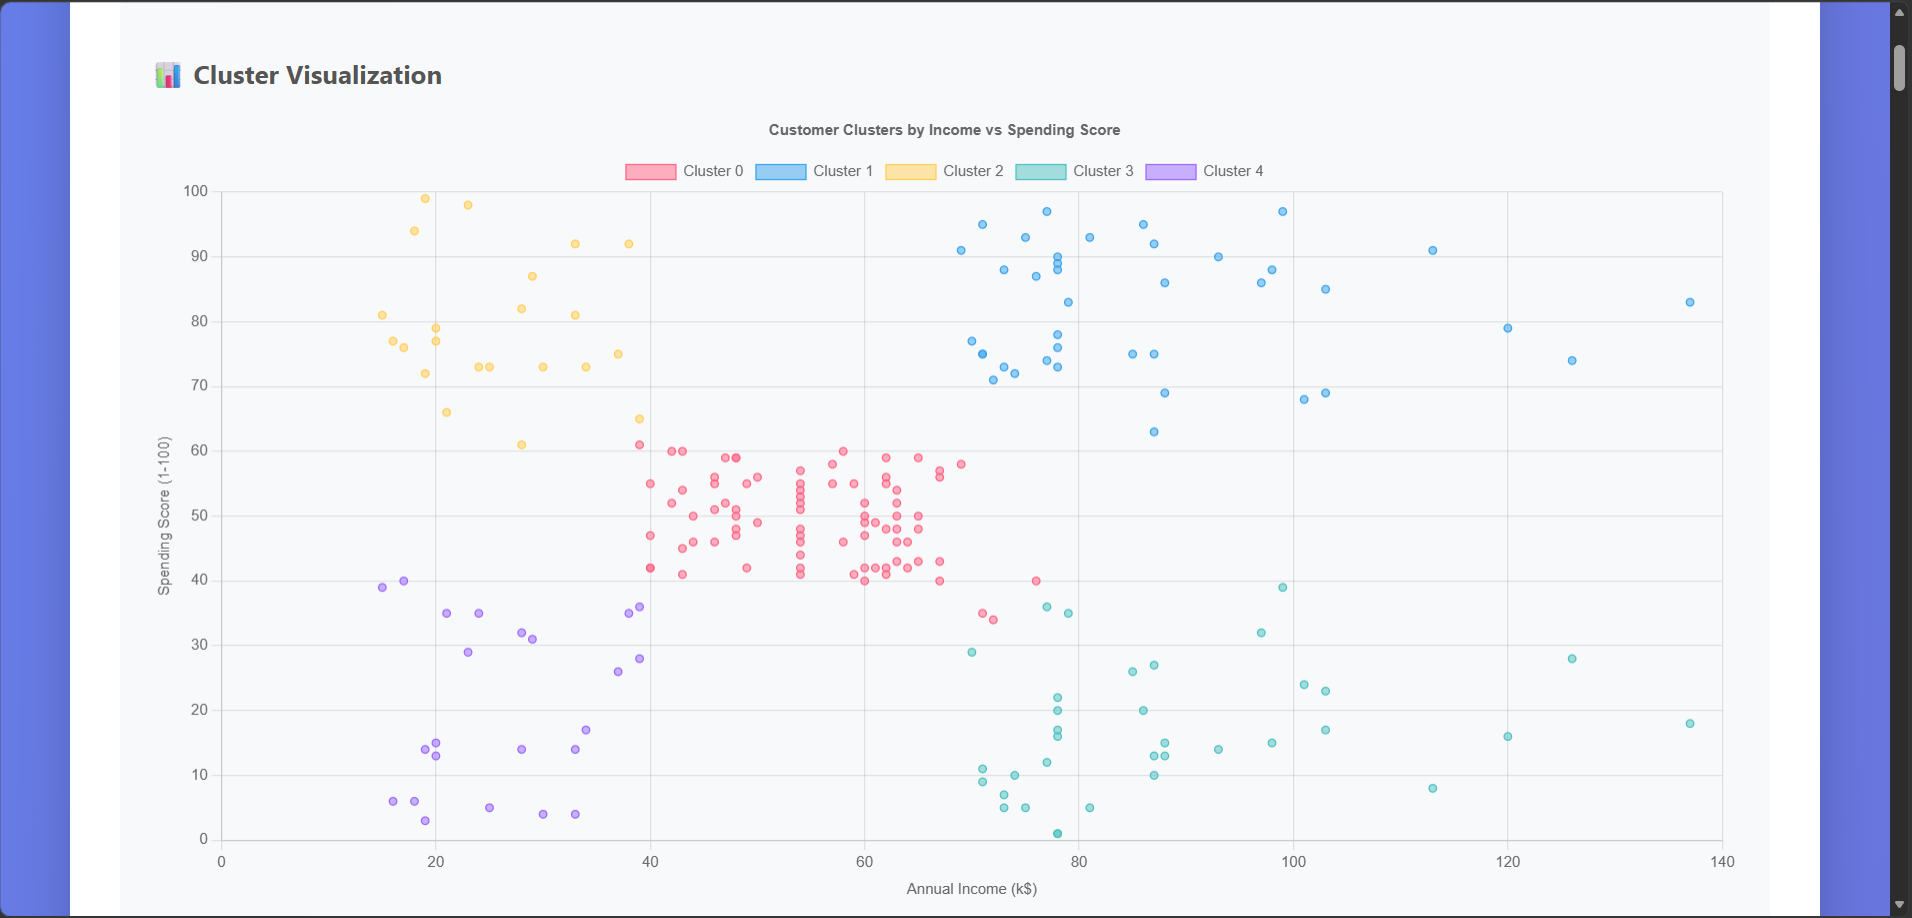 📊 Cluster Visualization
Customer Clusters by Income vs Spending Score
Cluster 0 Cluster 1 Cluster 2 Cluster 3 Cluster 4
Spending Score (1-100)
100
90
80
70
60
50
40
30
20
10
0
0 20 40 60 80 100 120 140
Annual Income (k$)